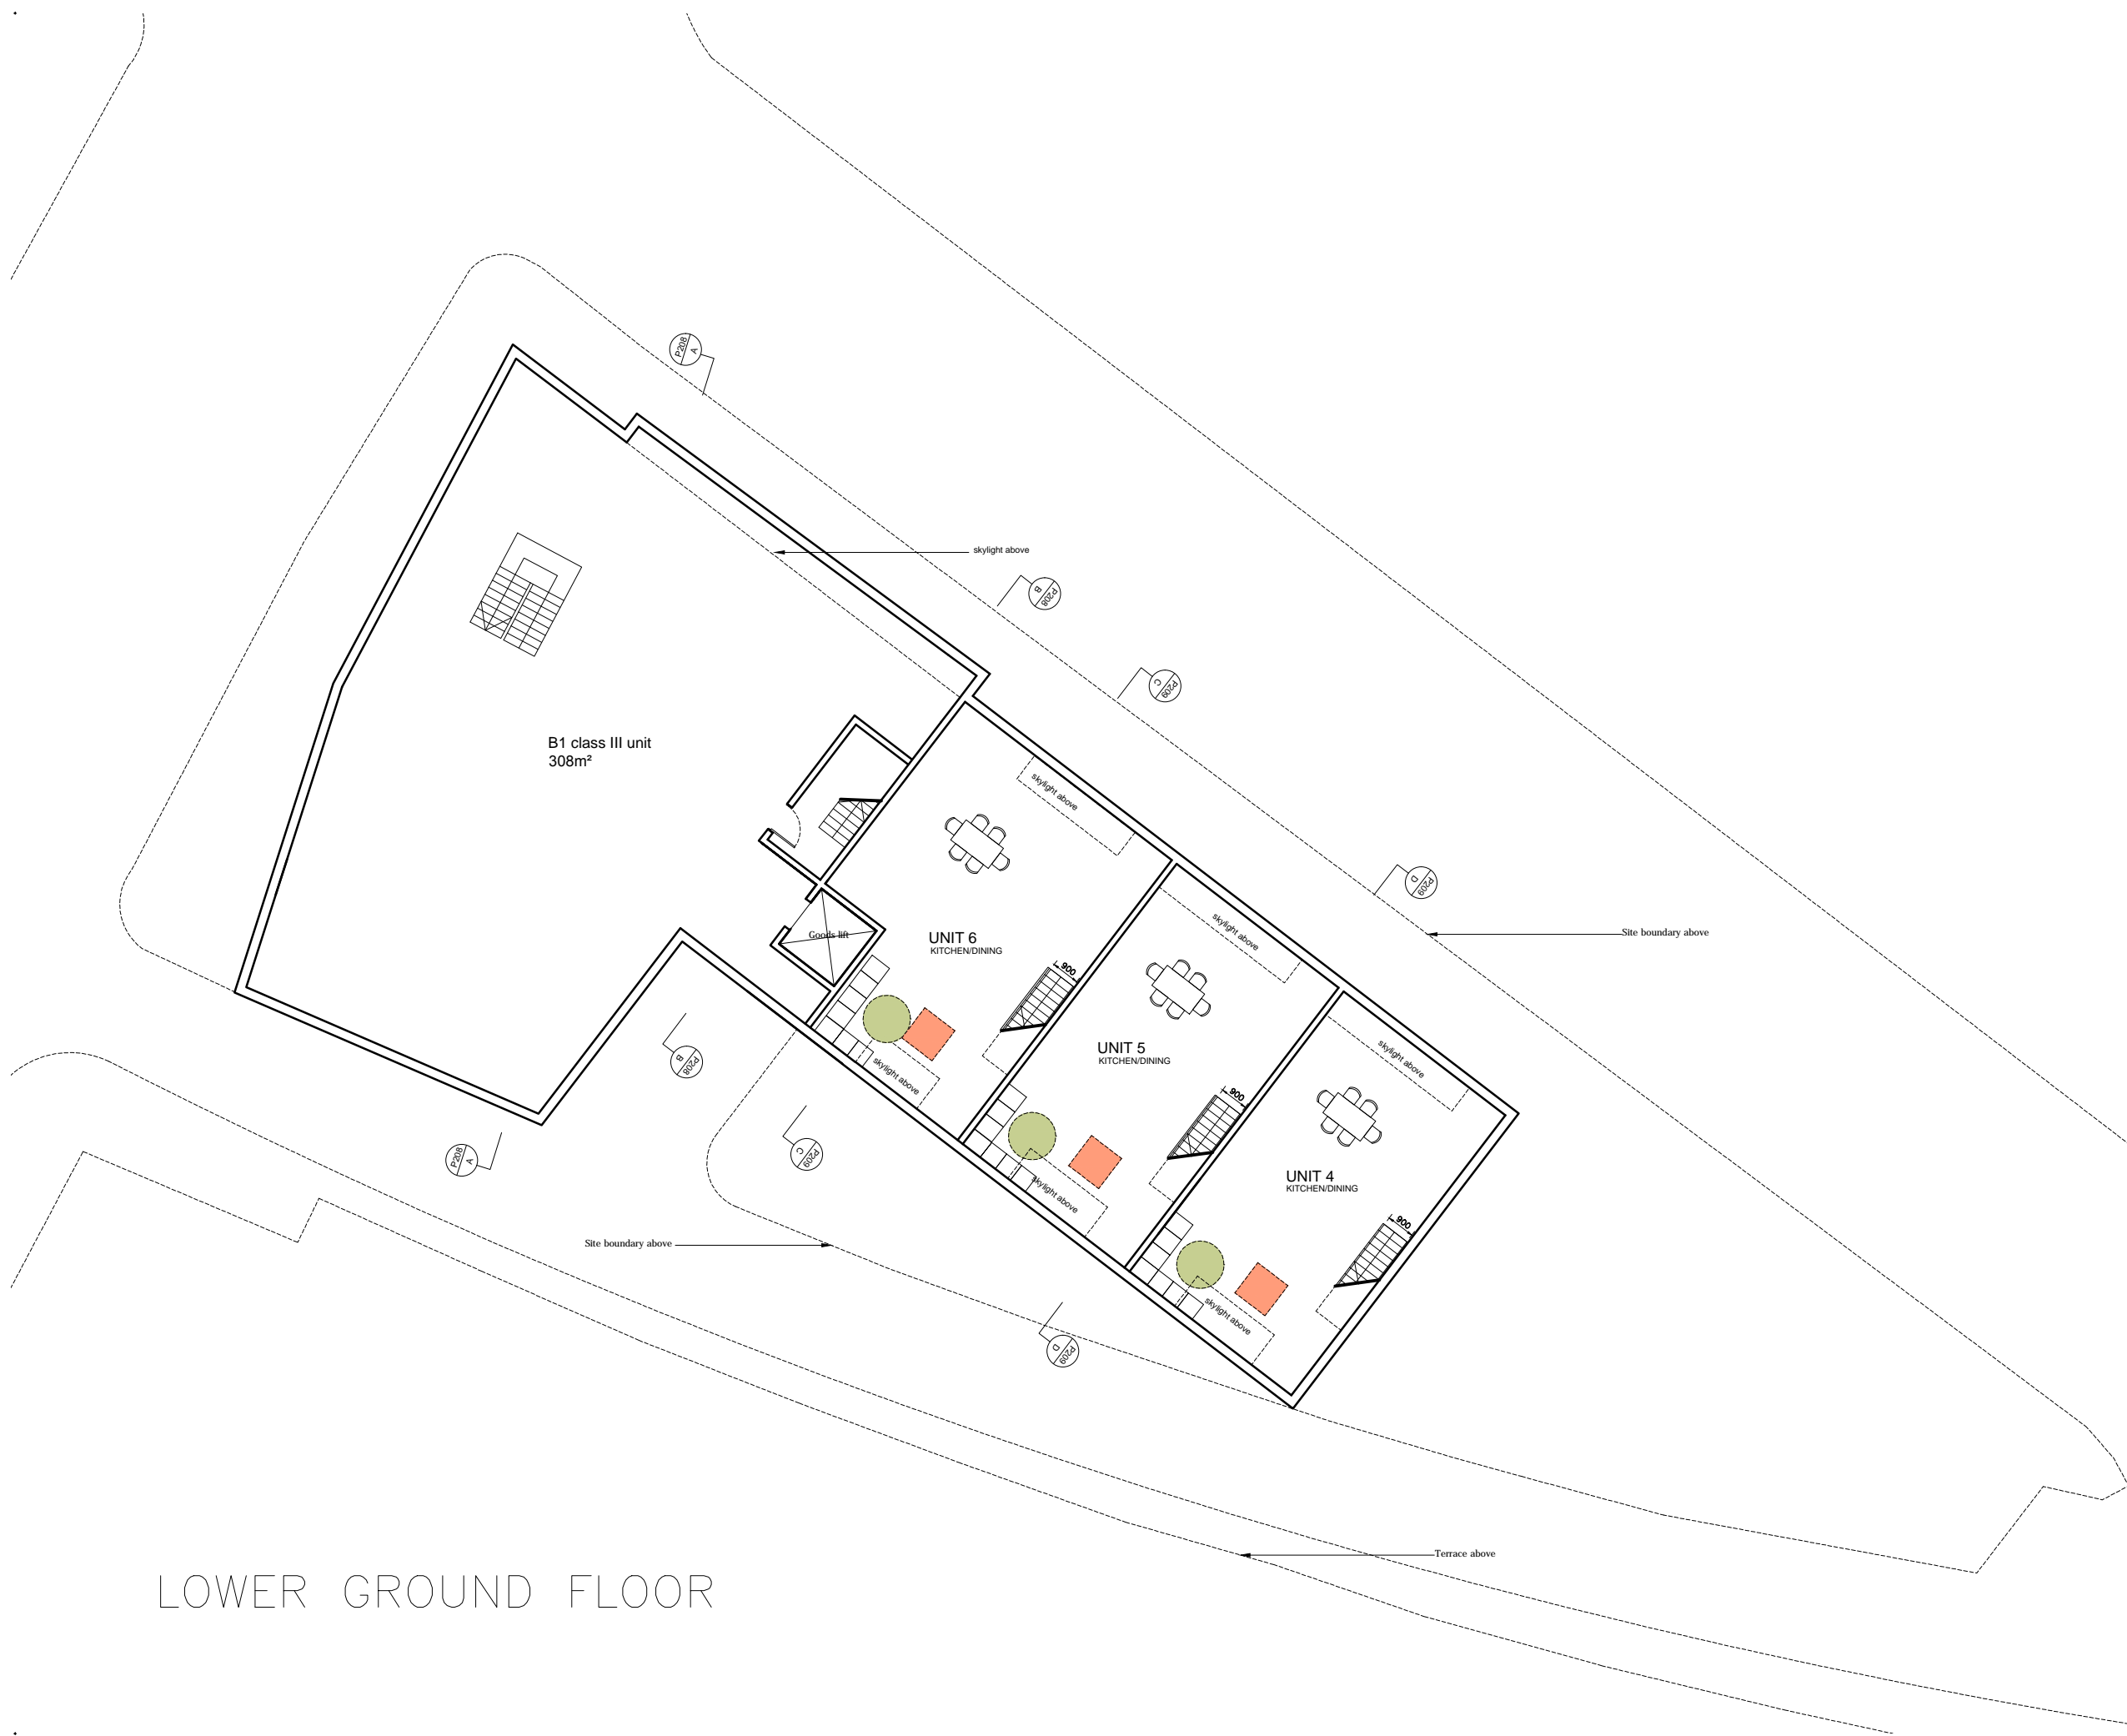 P208
A
skylight above
P208
B
P209
C
B1 class III unit
308m²
skylight above
P209
D
skylight above
Site boundary above
Goods lift
UNIT 6
KITCHEN/DINING
900
UNIT 5
KITCHEN/DINING
skylight above
P208
B
skylight above
900
P208
A
P209
C
UNIT 4
KITCHEN/DINING
skylight above
900
Site boundary above
skylight above
P209
D
Terrace above
LOWER GROUND FLOOR